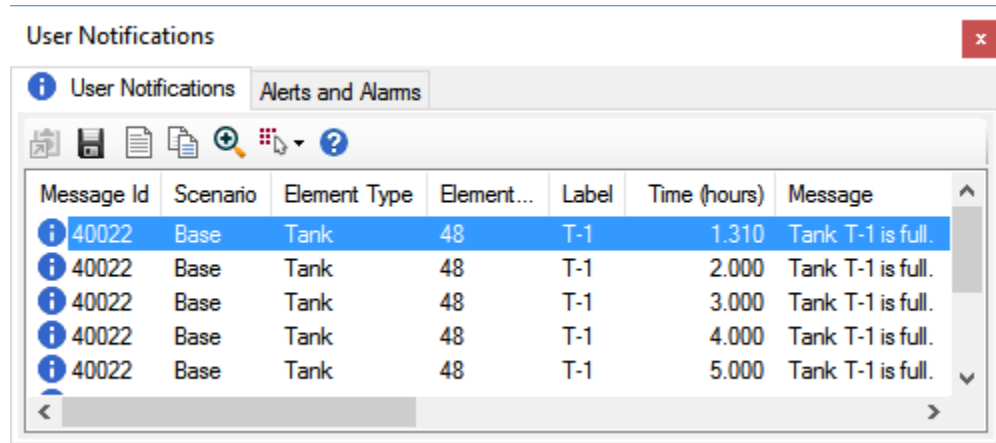 User Notifications
x
User Notifications Alerts and Alarms
Message Id Scenario Element Type Element... Label Time (hours) Message
40022 Base Tank 48 T-1 1.310 Tank T-1 is full.
40022 Base Tank 48 T-1 2.000 Tank T-1 is full.
40022 Base Tank 48 T-1 3.000 Tank T-1 is full.
40022 Base Tank 48 T-1 4.000 Tank T-1 is full.
40022 Base Tank 48 T-1 5.000 Tank T-1 is full.